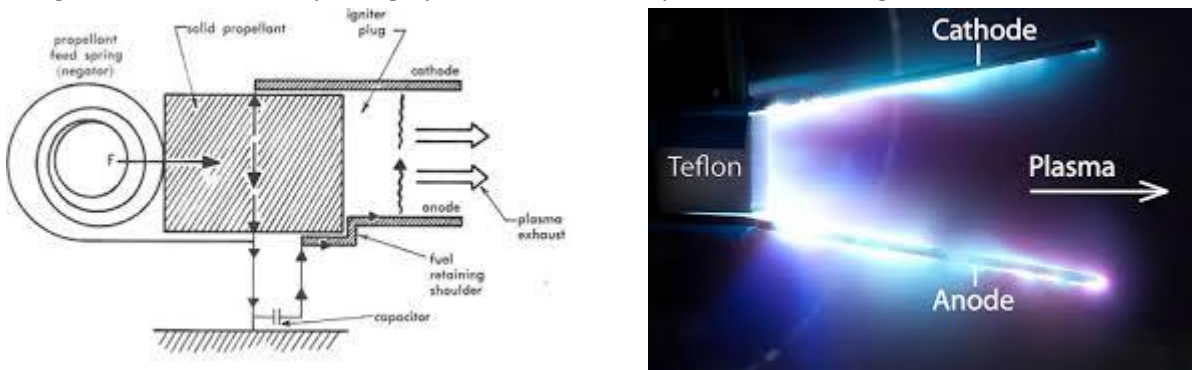 igniter
plug
solid propellant
propellant
feed spring
(negator)
cathode
F
anode
plasma
exhaust
fuel
retaining
shoulder
capacitor
Cathode
Teflon
Plasma
Anode